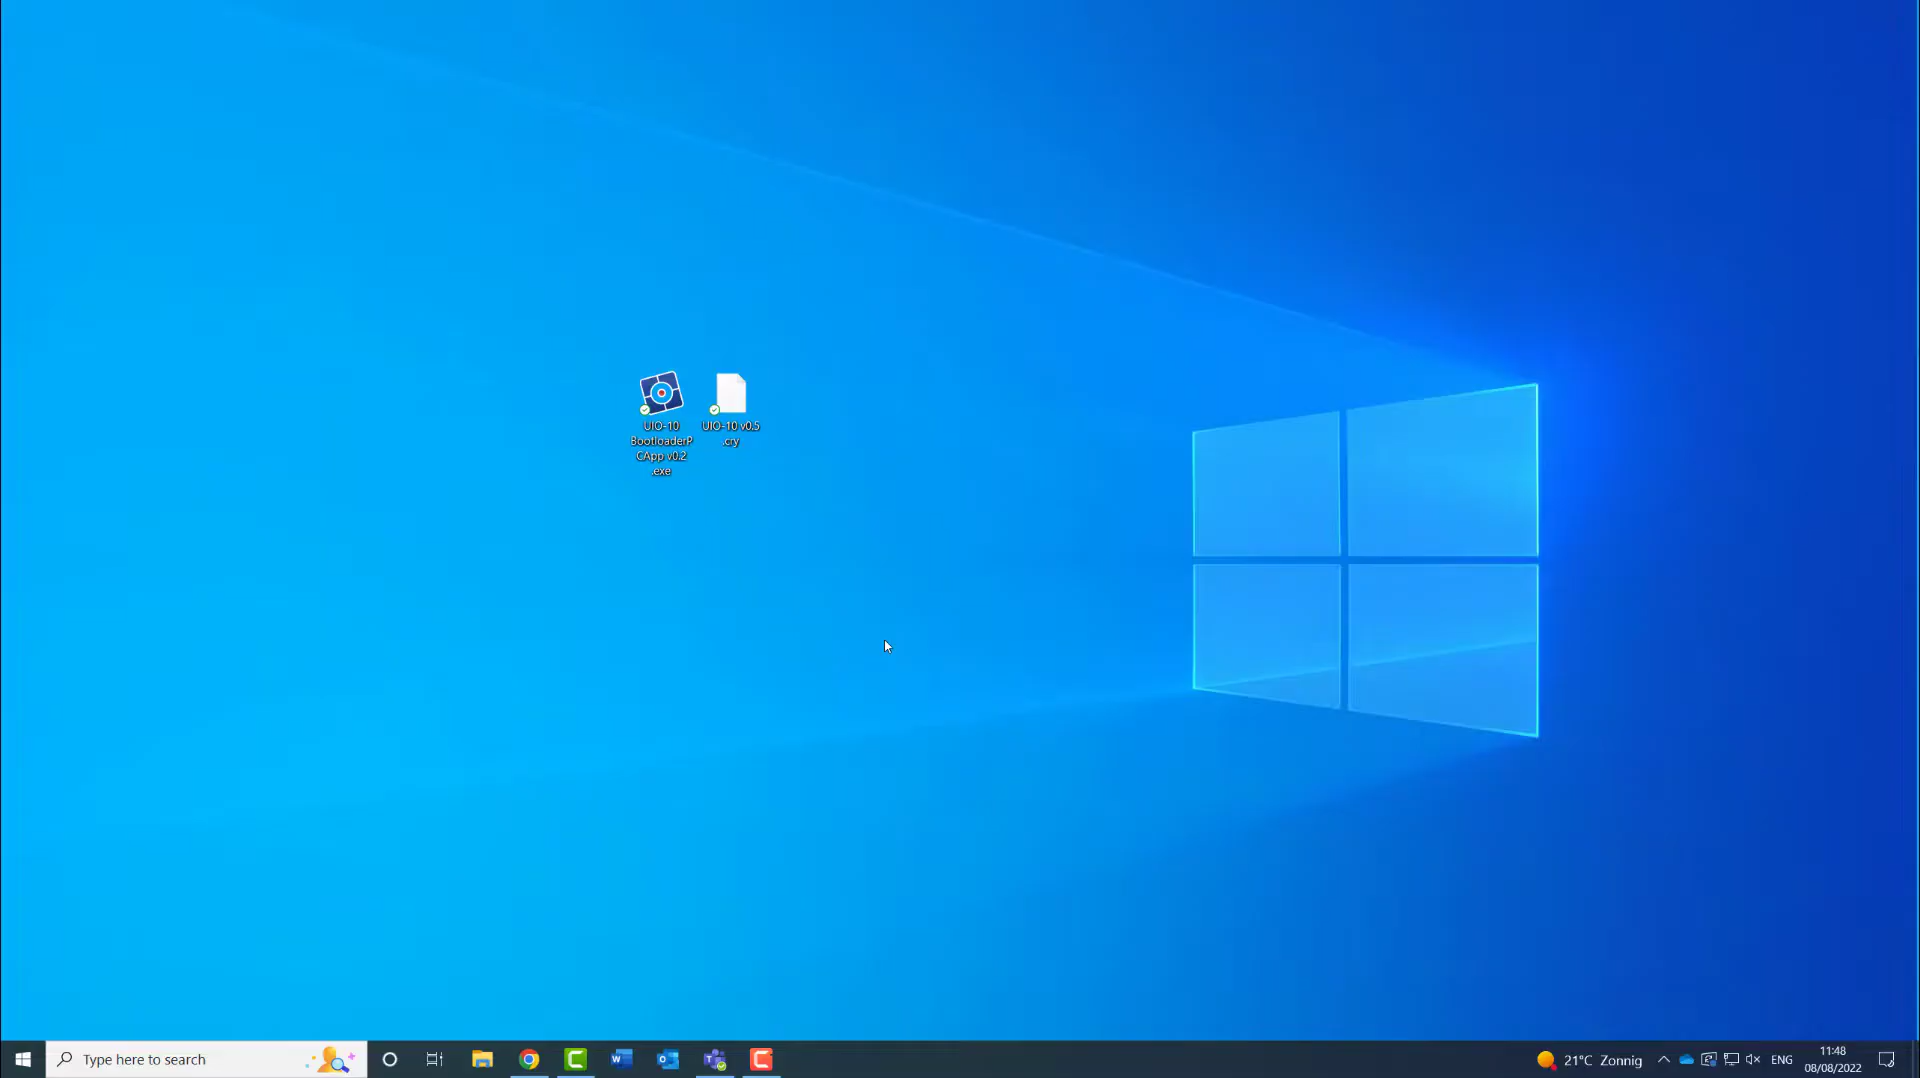 UIO-10
BootloaderP
CApp v0.2
.exe
UIO-10 v0.5
.cry
Type here to search
21°C Zonnig
ENG
11:48
08/08/2022